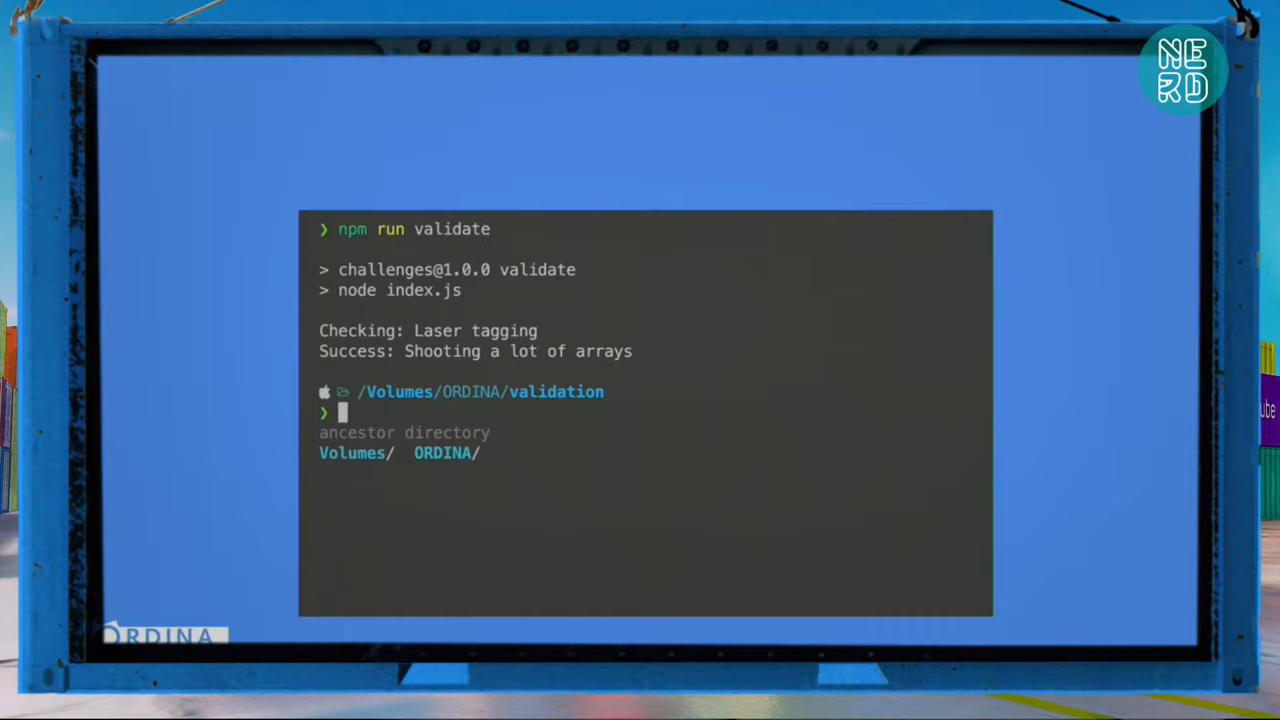 NE
RD
❯ npm run validate
> challenges@1.0.0 validate
> node index.js
Checking: Laser tagging
Success: Shooting a lot of arrays
/Volumes/ORDINA/validation
❯
ancestor directory
Volumes/ ORDINA/
ube
ORDINA